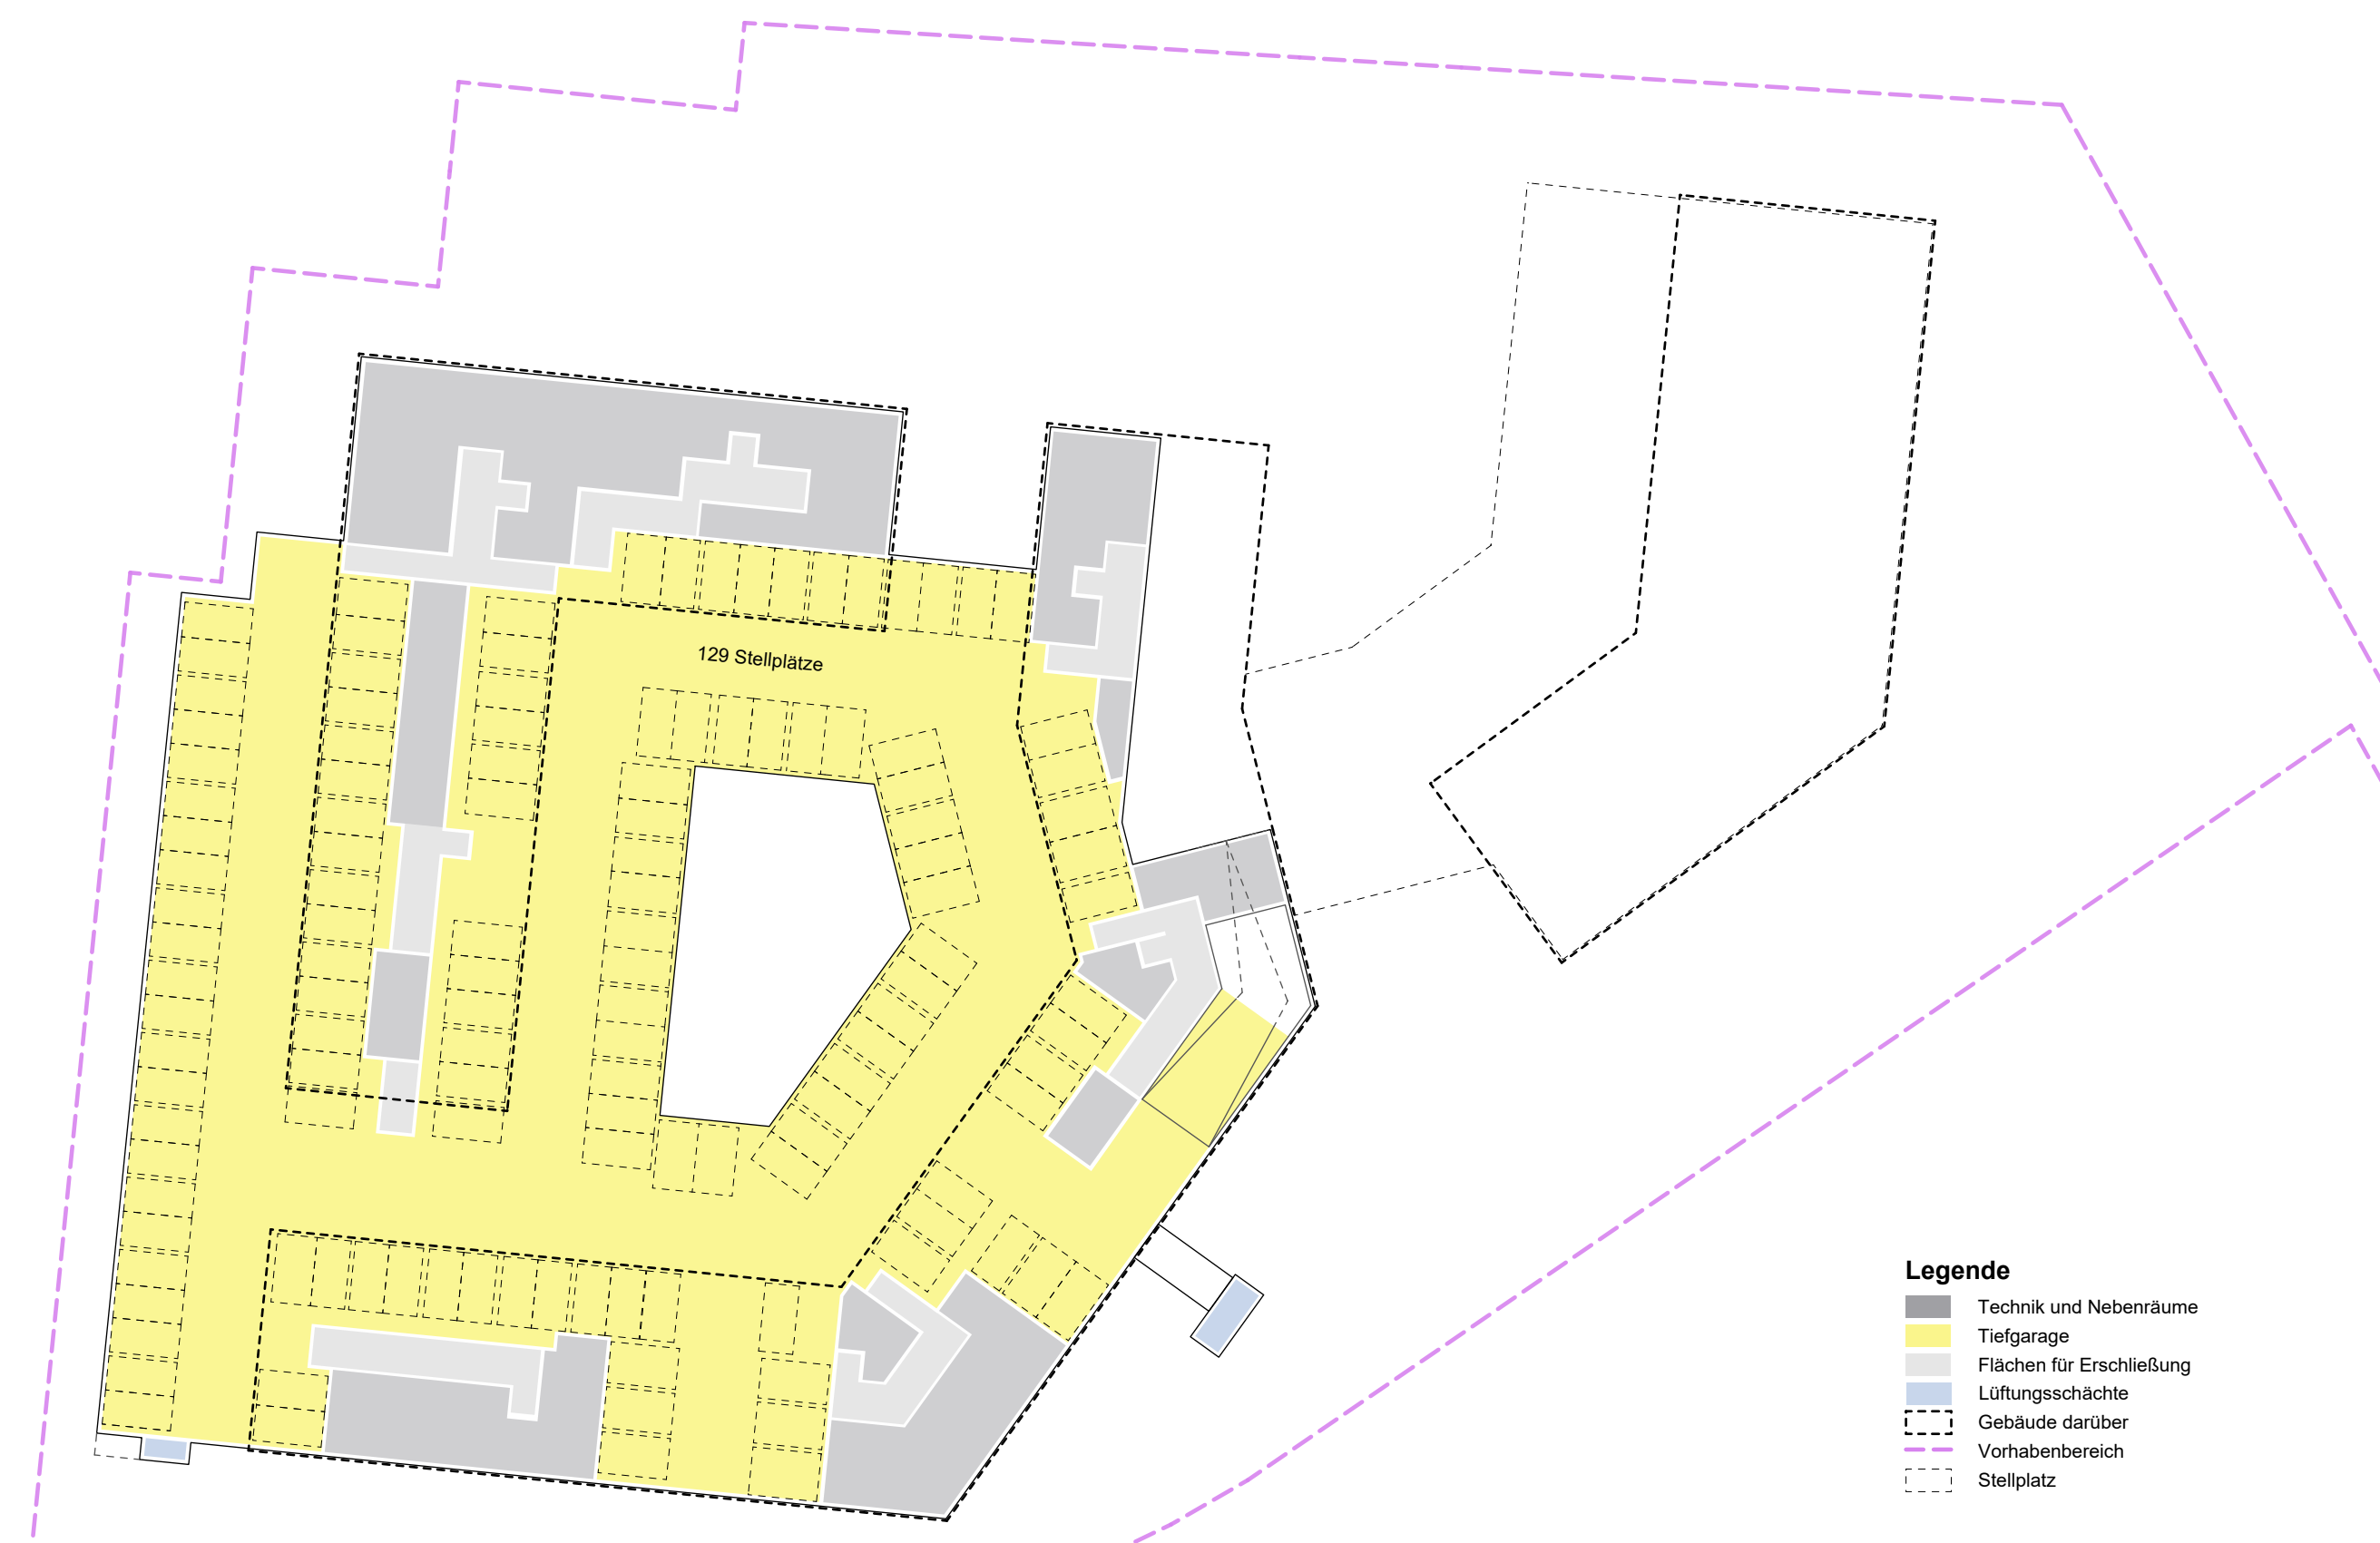 129 Stellplätze
Legende
Technik und Nebenräume
Tiefgarage
Flächen für Erschließung
Lüftungsschächte
Gebäude darüber
Vorhabenbereich
Stellplatz